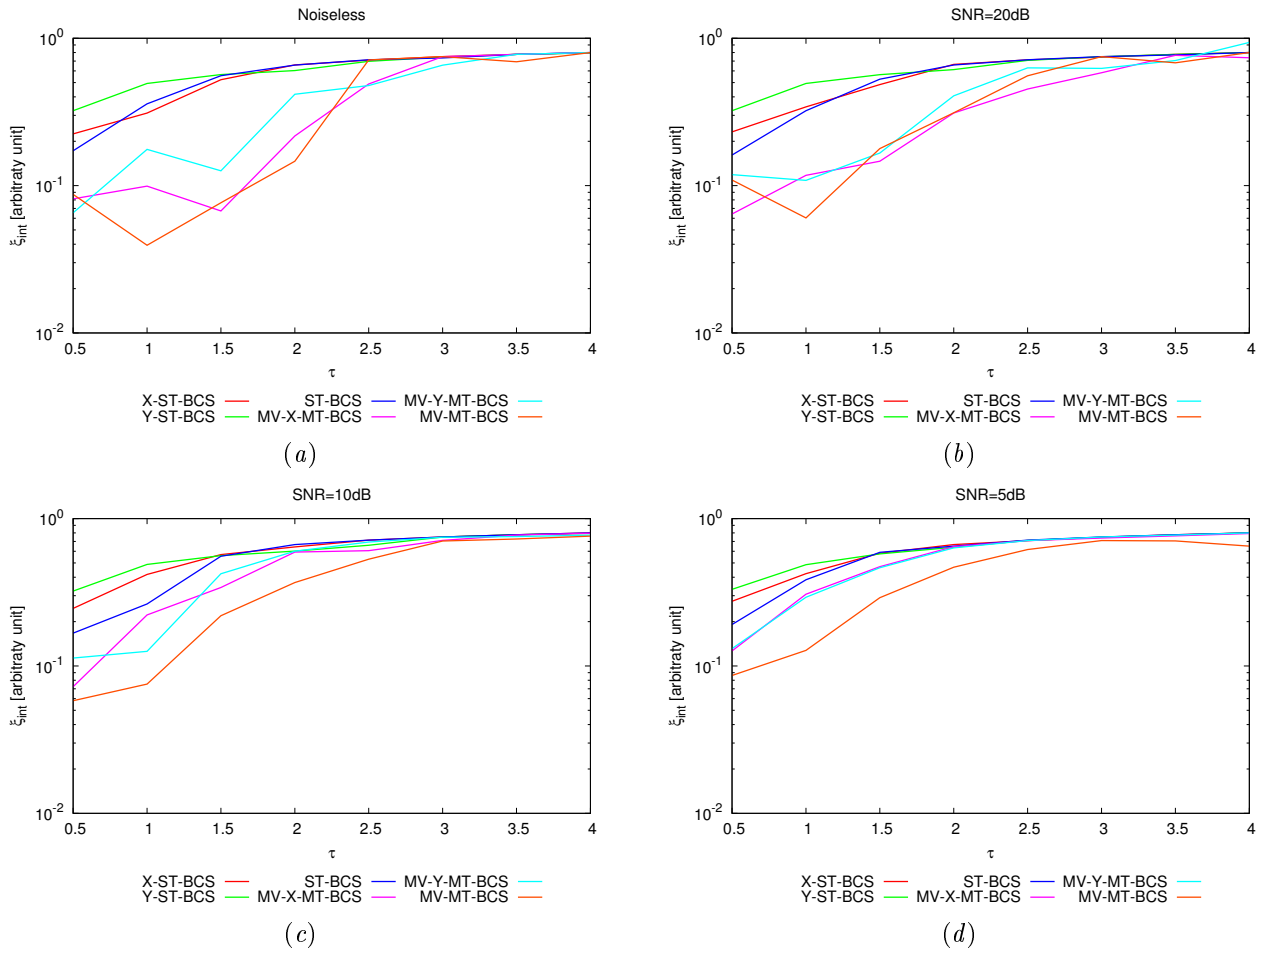 Noiseless
10^0
10^-1
10^-2
ξint [arbitraty unit]
0.5 1 1.5 2 2.5 3 3.5 4
τ
X-ST-BCS ST-BCS MV-Y-MT-BCS
Y-ST-BCS MV-X-MT-BCS MV-MT-BCS
(a)
SNR=20dB
10^0
10^-1
10^-2
ξint [arbitraty unit]
0.5 1 1.5 2 2.5 3 3.5 4
τ
X-ST-BCS ST-BCS MV-Y-MT-BCS
Y-ST-BCS MV-X-MT-BCS MV-MT-BCS
(b)
SNR=10dB
10^0
10^-1
10^-2
ξint [arbitraty unit]
0.5 1 1.5 2 2.5 3 3.5 4
τ
X-ST-BCS ST-BCS MV-Y-MT-BCS
Y-ST-BCS MV-X-MT-BCS MV-MT-BCS
(c)
SNR=5dB
10^0
10^-1
10^-2
ξint [arbitraty unit]
0.5 1 1.5 2 2.5 3 3.5 4
τ
X-ST-BCS ST-BCS MV-Y-MT-BCS
Y-ST-BCS MV-X-MT-BCS MV-MT-BCS
(d)